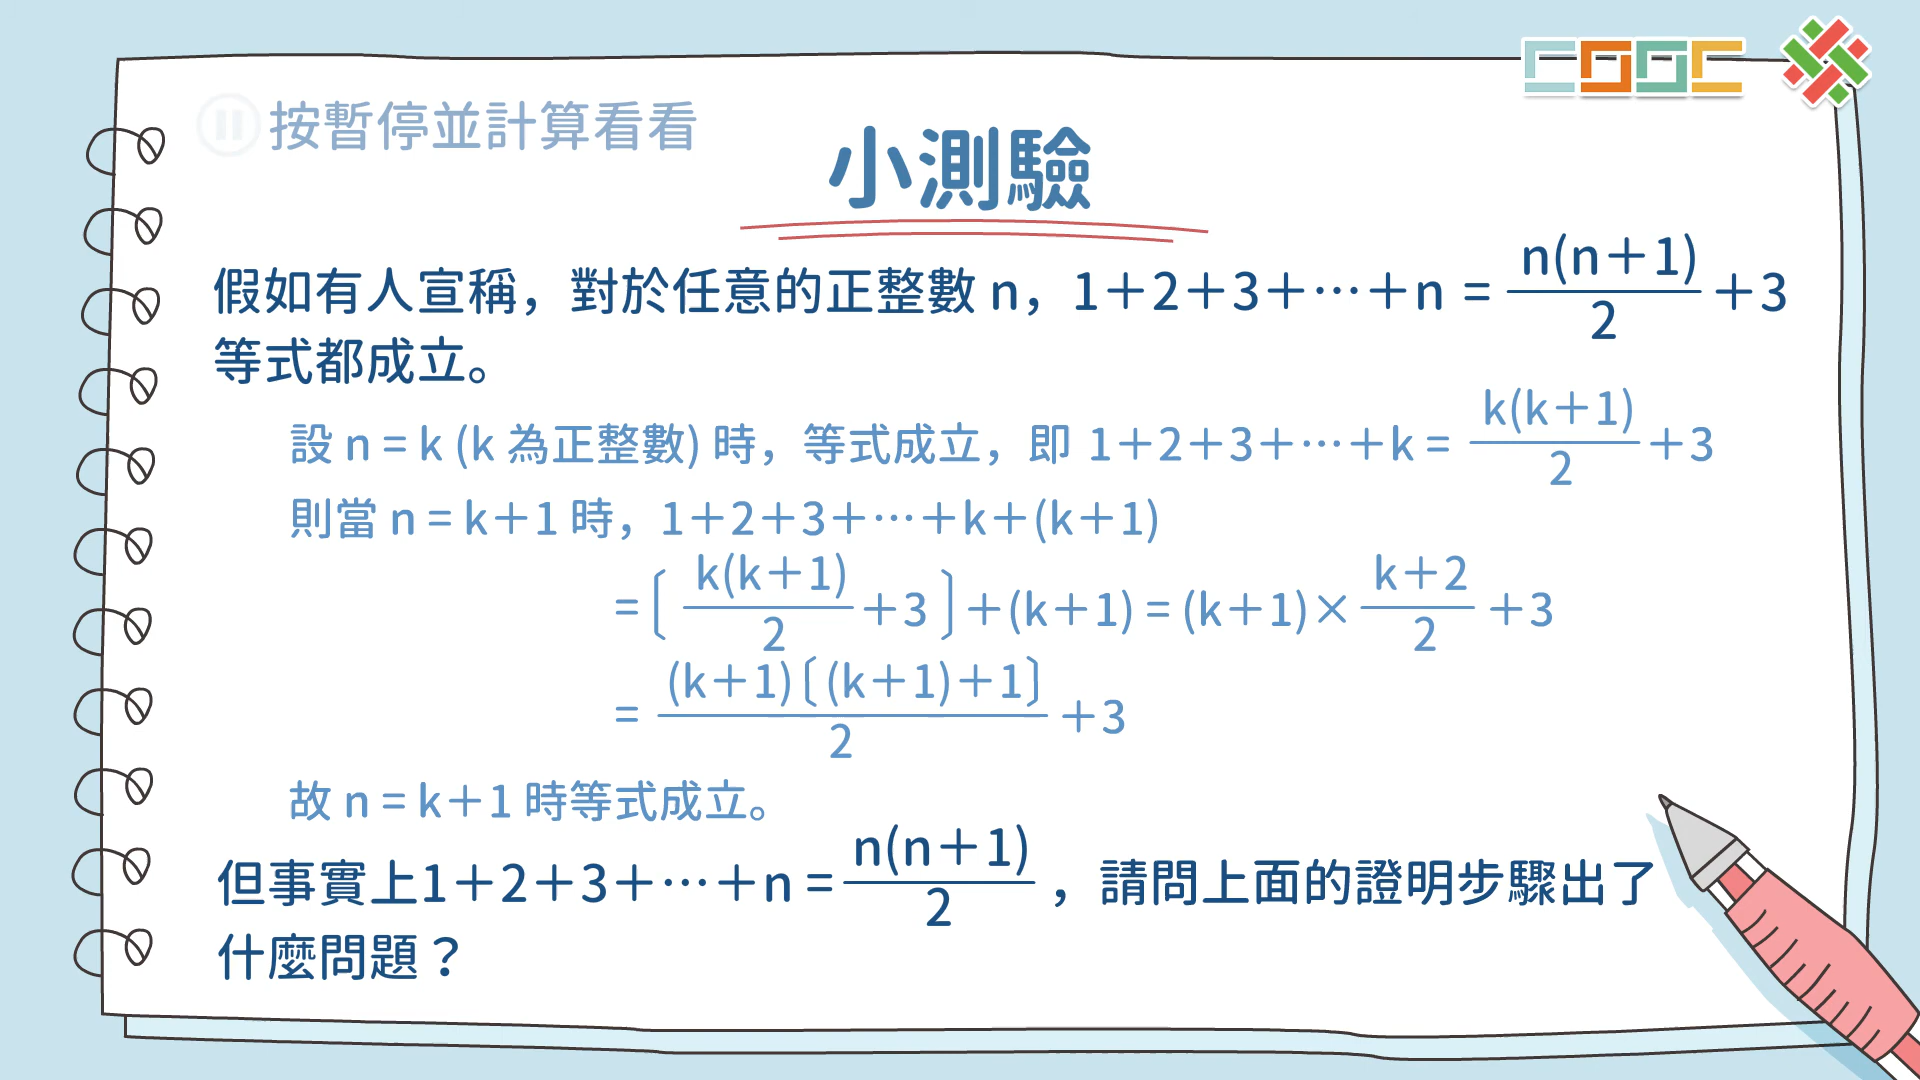 按暫停並計算看看
小測驗
假如有人宣稱，對於任意的正整數 n，1＋2＋3＋⋯＋n = n(n＋1)/2 ＋3
等式都成立。
設 n = k (k 為正整數) 時，等式成立，即 1＋2＋3＋⋯＋k = k(k＋1)/2 ＋3
則當 n = k＋1 時，1＋2＋3＋⋯＋k＋(k＋1)
=〔k(k＋1)/2 ＋3〕＋(k＋1) = (k＋1)× k＋2/2 ＋3
= (k＋1)〔(k＋1)＋1〕/2 ＋3
故 n = k＋1 時等式成立。
但事實上1＋2＋3＋⋯＋n = n(n＋1)/2 ，請問上面的證明步驟出了
什麼問題？
COOC